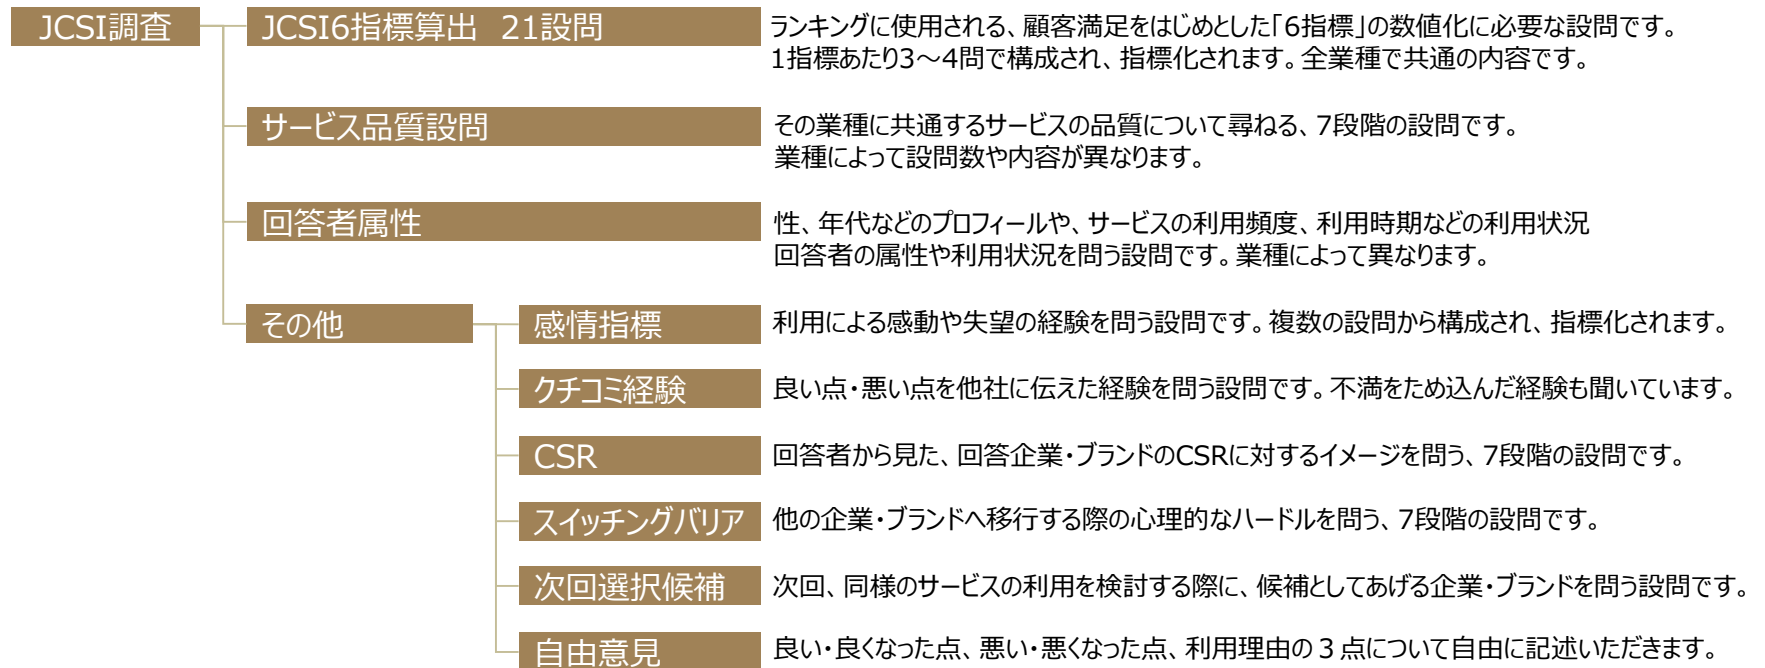 JCSI調査
JCSI6指標算出 21設問
ランキングに使用される、顧客満足をはじめとした「6指標」の数値化に必要な設問です。
1指標あたり3～4問で構成され、指標化されます。全業種で共通の内容です。
サービス品質設問
その業種に共通するサービスの品質について尋ねる、7段階の設問です。
業種によって設問数や内容が異なります。
回答者属性
性、年代などのプロフィールや、サービスの利用頻度、利用時期などの利用状況
回答者の属性や利用状況を問う設問です。業種によって異なります。
その他
感情指標
利用による感動や失望の経験を問う設問です。複数の設問から構成され、指標化されます。
クチコミ経験
良い点・悪い点を他社に伝えた経験を問う設問です。不満をため込んだ経験も聞いています。
CSR
回答者から見た、回答企業・ブランドのCSRに対するイメージを問う、7段階の設問です。
スイッチングバリア
他の企業・ブランドへ移行する際の心理的なハードルを問う、7段階の設問です。
次回選択候補
次回、同様のサービスの利用を検討する際に、候補としてあげる企業・ブランドを問う設問です。
自由意見
良い・良くなった点、悪い・悪くなった点、利用理由の３点について自由に記述いただきます。